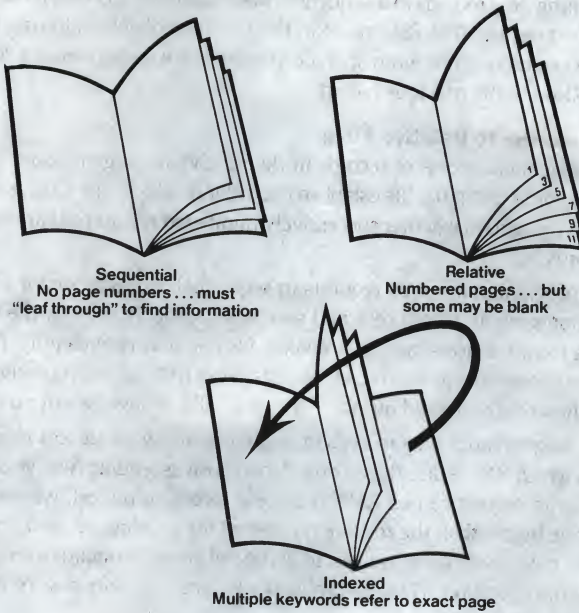 Sequential
No page numbers . . . must
"leaf through" to find information
1
3
5
7
9
11
Relative
Numbered pages . . . but
some may be blank
Indexed
Multiple keywords refer to exact page